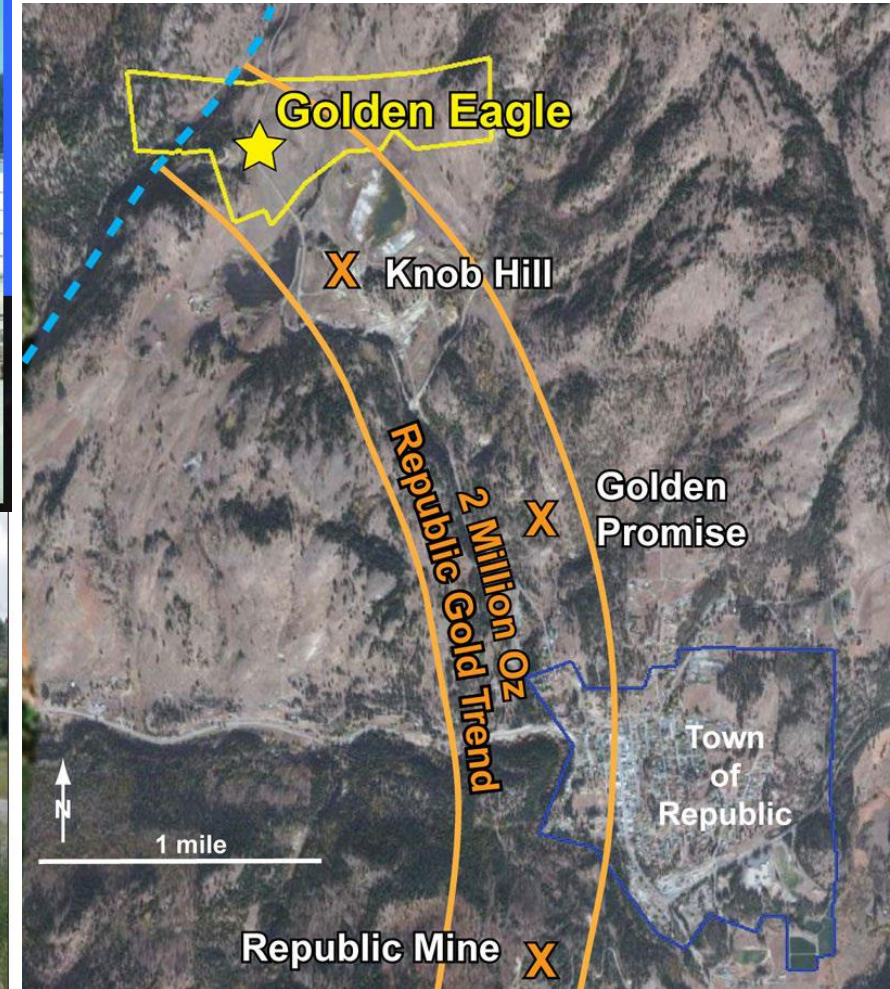 Golden Eagle
X Knob Hill
2 Million Oz
Republic Gold Trend
X
Golden
Promise
Town
of
Republic
N
1 mile
Republic Mine X